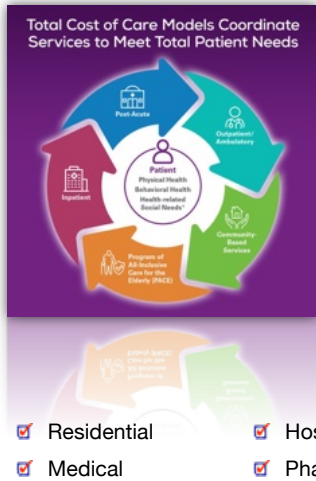 Total Cost of Care Models Coordinate
Services to Meet Total Patient Needs
Post-Acute
Outpatient/
Ambulatory
Inpatient
Patient
Physical Health
Behavioral Health
Health-related
Social Needs*
Community-
Based
Services
Program of
All-Inclusive
Care for the
Elderly (PACE)
Residential
Hos
Medical
Pha